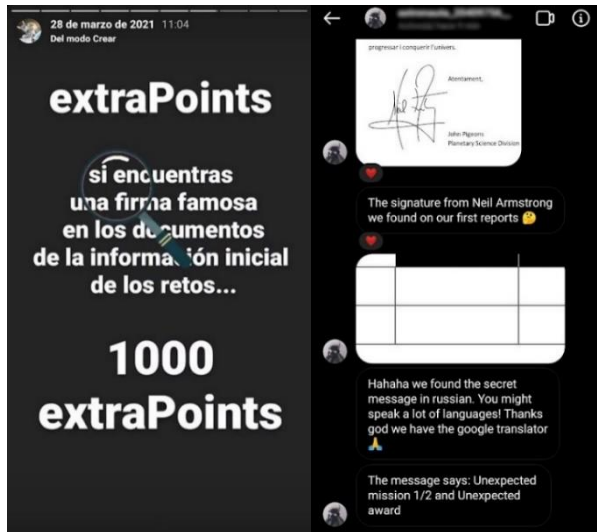 28 de marzo de 2021 11:04
Del modo Crear
extraPoints
si encuentras
una firma famosa
en los documentos
de la información inicial
de los retos...
1000
extraPoints
progressar i conquerir l'univers.
Atentament,
John Pigeons
Planetary Science Division
The signature from Neil Armstrong
we found on our first reports 🤔
Hahaha we found the secret
message in russian. You might
speak a lot of languages! Thanks
god we have the google translator
🙏
The message says: Unexpected
mission 1/2 and Unexpected
award